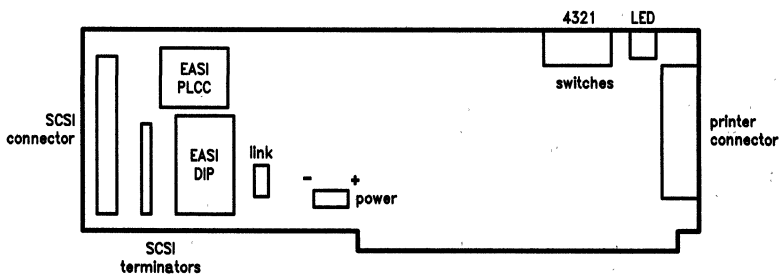 4321 LED
EASI
PLCC
switches
SCSI
connector
printer
connector
EASI
DIP
link
- +
power
SCSI
terminators